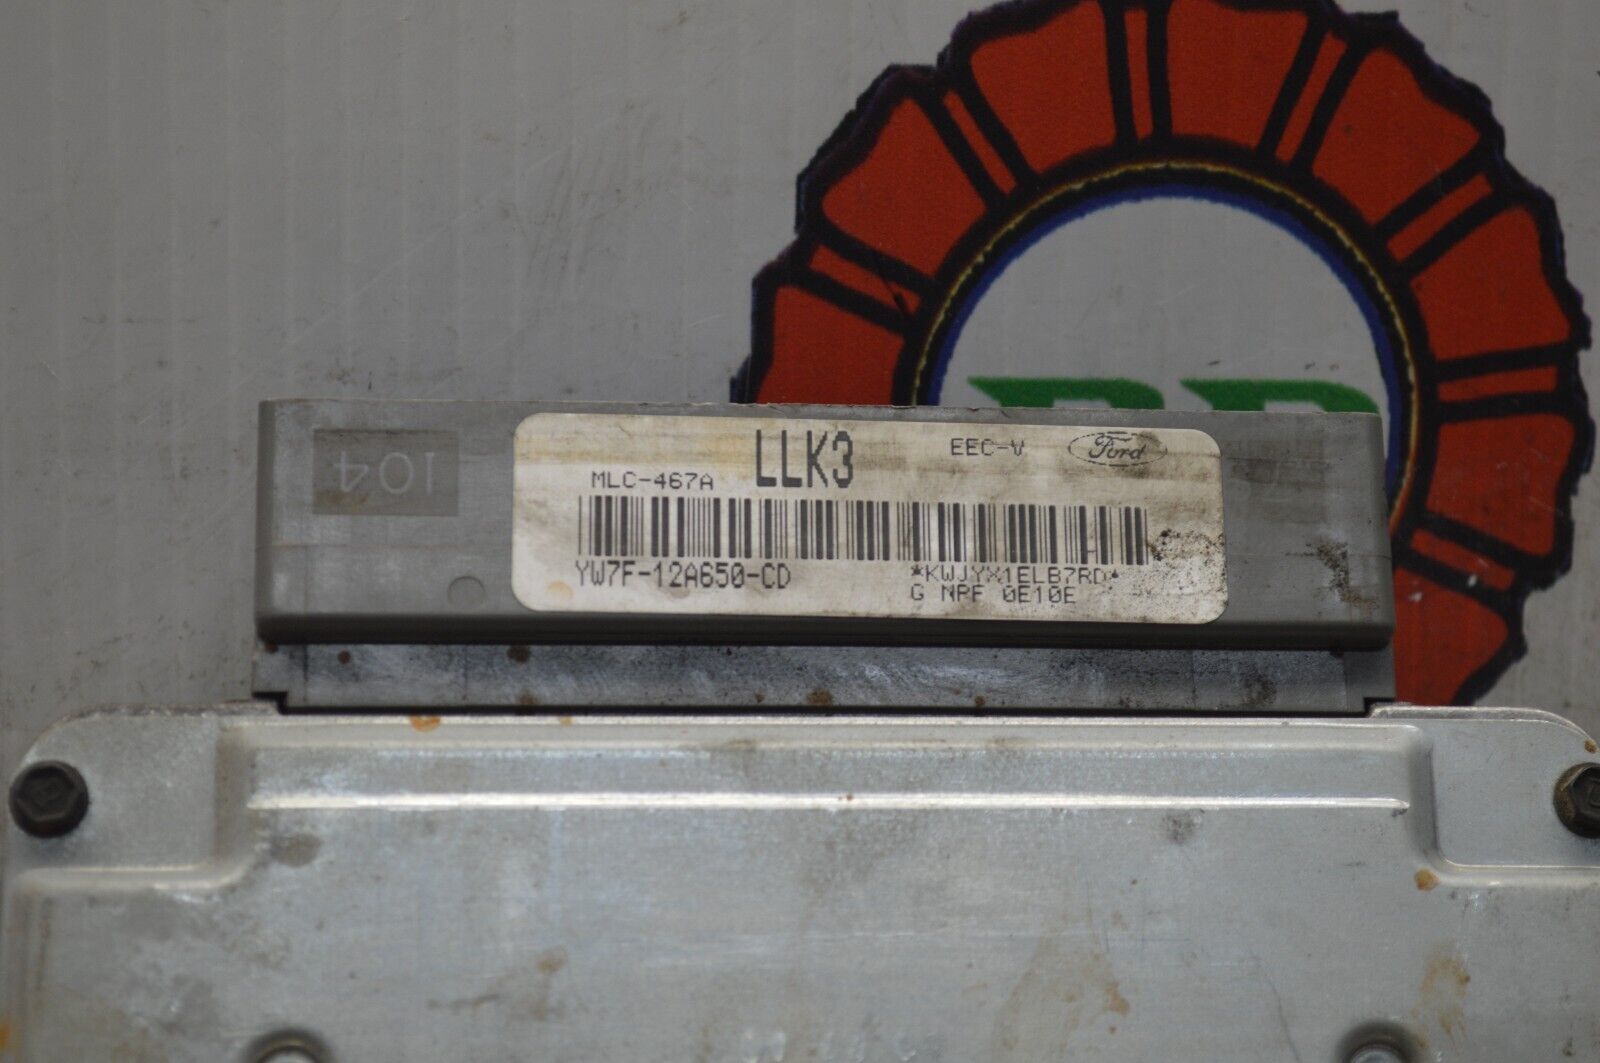 104
LLK3
EEC-V
Ford
MLC-467A
YW7F-12A650-CD
*KWJYX1ELB7RD*
G NPF 0E10E